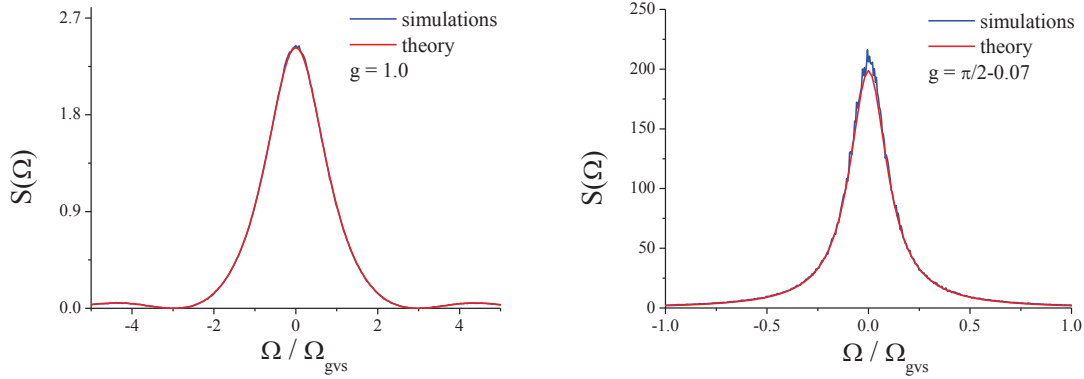 2.7
1.8
0.9
0.0
S(Ω)
-4
-2
0
2
4
Ω / Ω_gvs
simulations
theory
g = 1.0
250
200
150
100
50
0
S(Ω)
-1.0
-0.5
0.0
0.5
1.0
Ω / Ω_gvs
simulations
theory
g = π/2-0.07